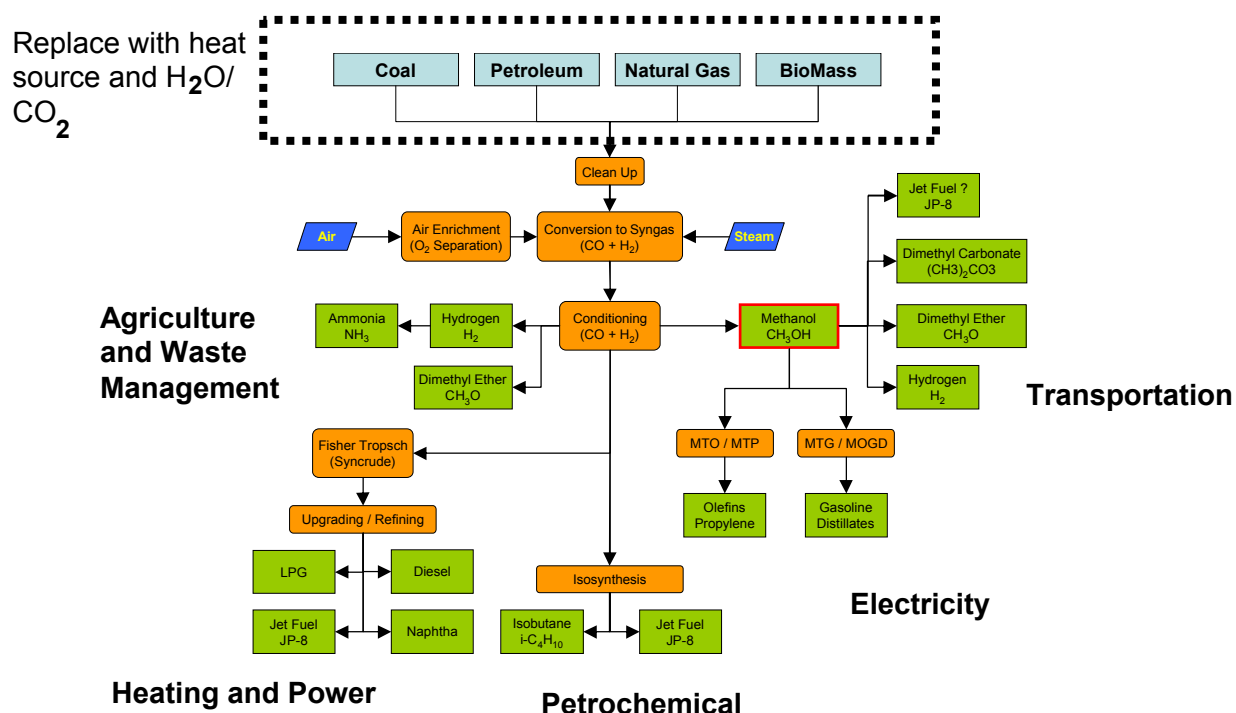 Replace with heat
source and H2O/
CO2
Coal
Petroleum
Natural Gas
BioMass
Clean Up
Air
Air Enrichment
(O2 Separation)
Conversion to Syngas
(CO + H2)
Steam
Jet Fuel ?
JP-8
Dimethyl Carbonate
(CH3)2CO3
Agriculture
and Waste
Management
Ammonia
NH3
Hydrogen
H2
Conditioning
(CO + H2)
Methanol
CH3OH
Dimethyl Ether
CH3O
Dimethyl Ether
CH3O
Hydrogen
H2
Transportation
Fisher Tropsch
(Syncrude)
MTO / MTP
MTG / MOGD
Upgrading / Refining
Olefins
Propylene
Gasoline
Distillates
LPG
Diesel
Isosynthesis
Electricity
Jet Fuel
JP-8
Naphtha
Isobutane
i-C4H10
Jet Fuel
JP-8
Heating and Power
Petrochemical